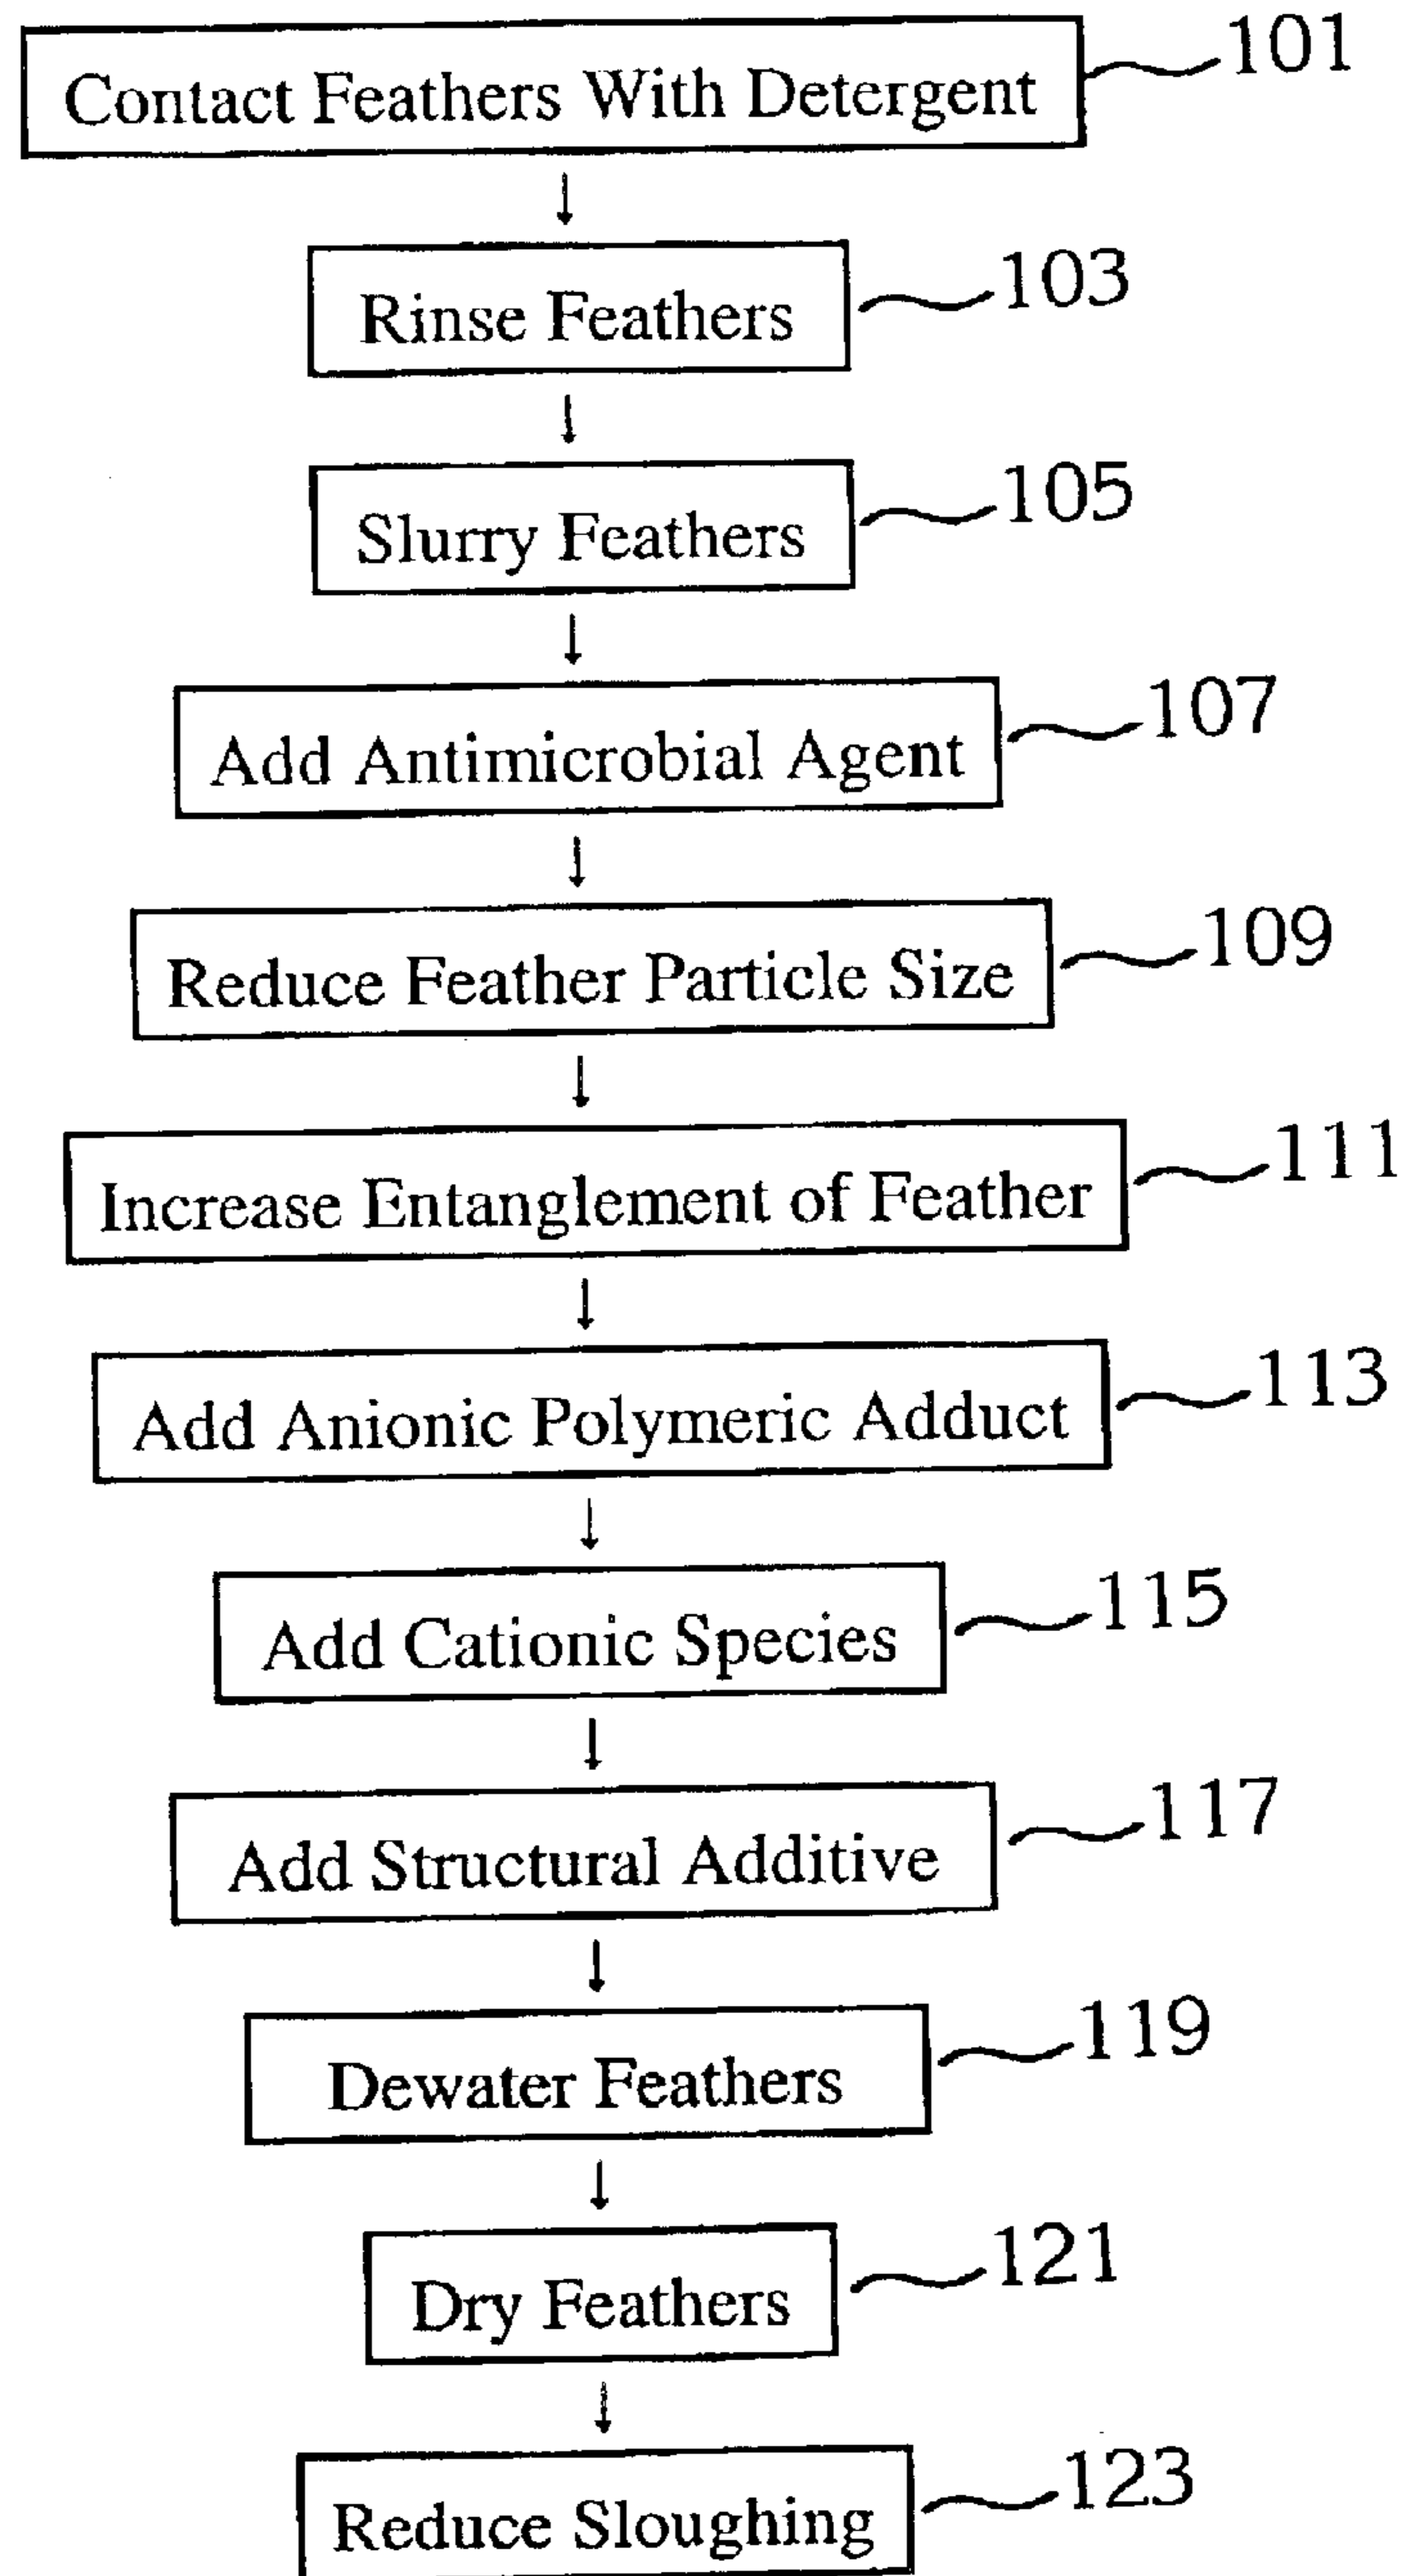 Contact Feathers With Detergent 101
Rinse Feathers 103
Slurry Feathers 105
Add Antimicrobial Agent 107
Reduce Feather Particle Size 109
Increase Entanglement of Feather 111
Add Anionic Polymeric Adduct 113
Add Cationic Species 115
Add Structural Additive 117
Dewater Feathers 119
Dry Feathers 121
Reduce Sloughing 123